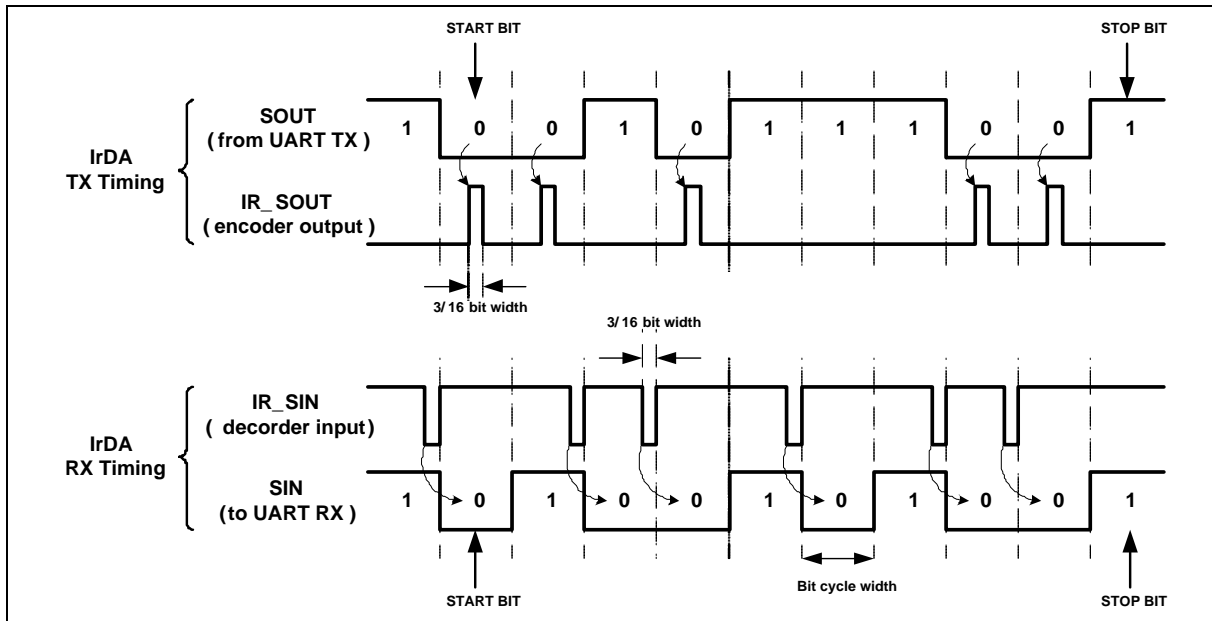 START BIT
STOP BIT
SOUT
( from UART TX )
1 0 0 1 0 1 1 1 0 0 1
IrDA
TX Timing
IR_ SOUT
( encoder output )
3/ 16 bit width
3/ 16 bit width
IR_SIN
( decorder input)
IrDA
RX Timing
SIN
(to UART RX )
1 0 1 0 0 1 0 1 0 0 1
Bit cycle width
START BIT
STOP BIT